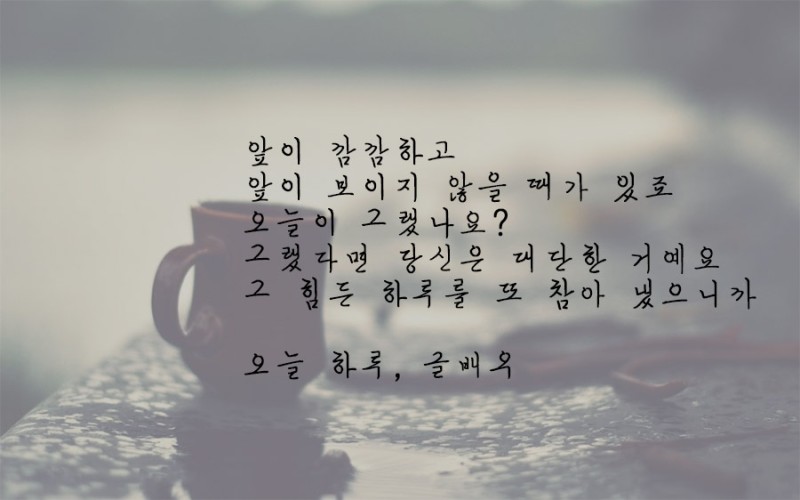 앞이 깜깜하고
앞이 보이지 않을 때가 있죠
오늘이 그랬나요?
그랬다면 당신은 대단한 거예요
그 힘든 하루를 또 참아 냈으니까
오늘 하루, 글배우